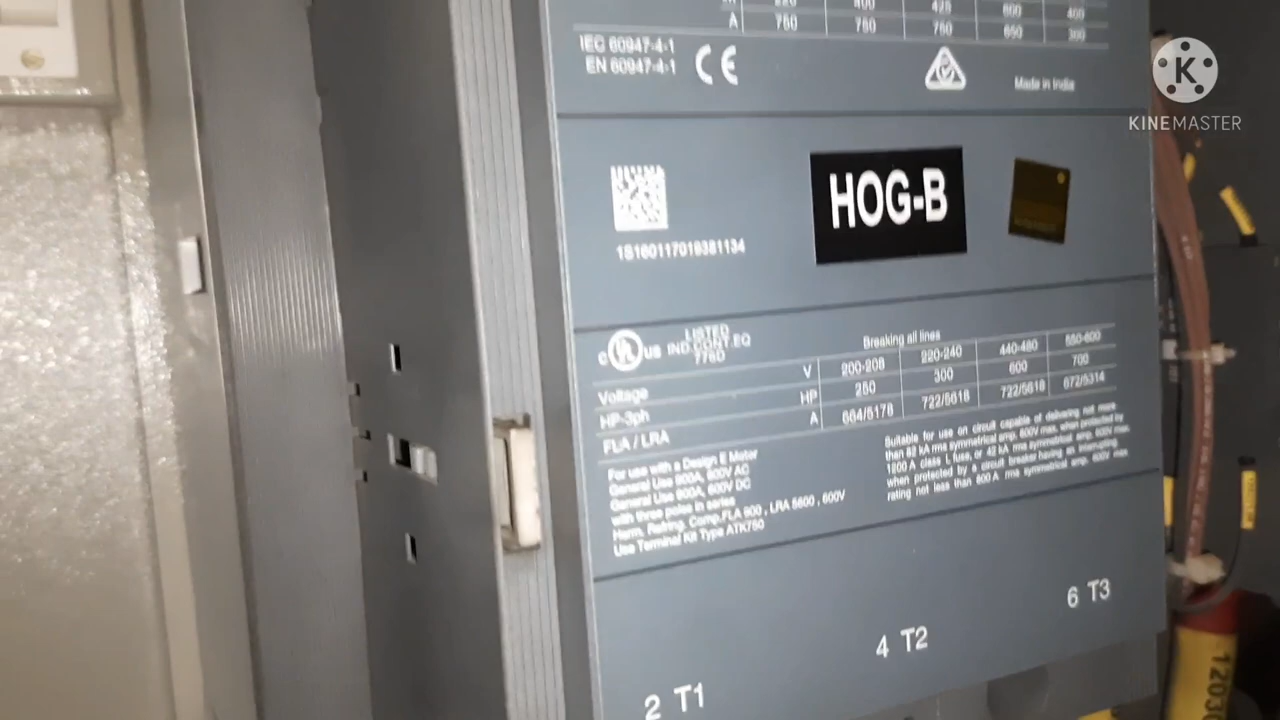 A 750 750 750 650 300
IEC 60947-4-1
EN 60947-4-1
CE
Made in India
K
KINEMASTER
HOG-B
1S160117019381134
c UL us LISTED
IND.CONT.EQ
Breaking all lines
Voltage V 200-208 220-240 440-480 550-600
HP-3ph HP 250 300 600 700
FLA / LRA A 722/5618 722/5618 672/5314
For use with a Design E Motor
General Use 900A, 600V AC
General Use 800A, 600V DC
with three poles in series
Herm. Refring. Comp.FLA 900 , LRA 5600 , 600V
Use Terminal Kit Type ATK750
Suitable for use on circuit capable of delivering not more
than 82 kA rms symmetrical amp, 600V max, when protected by
1200 A class L fuse, or 42 kA rms symmetrical amp, 600V max
when protected by a circuit breaker having an interrupting
rating not less than 800 A rms symmetrical amp, 600V max
2 T1
4 T2
6 T3